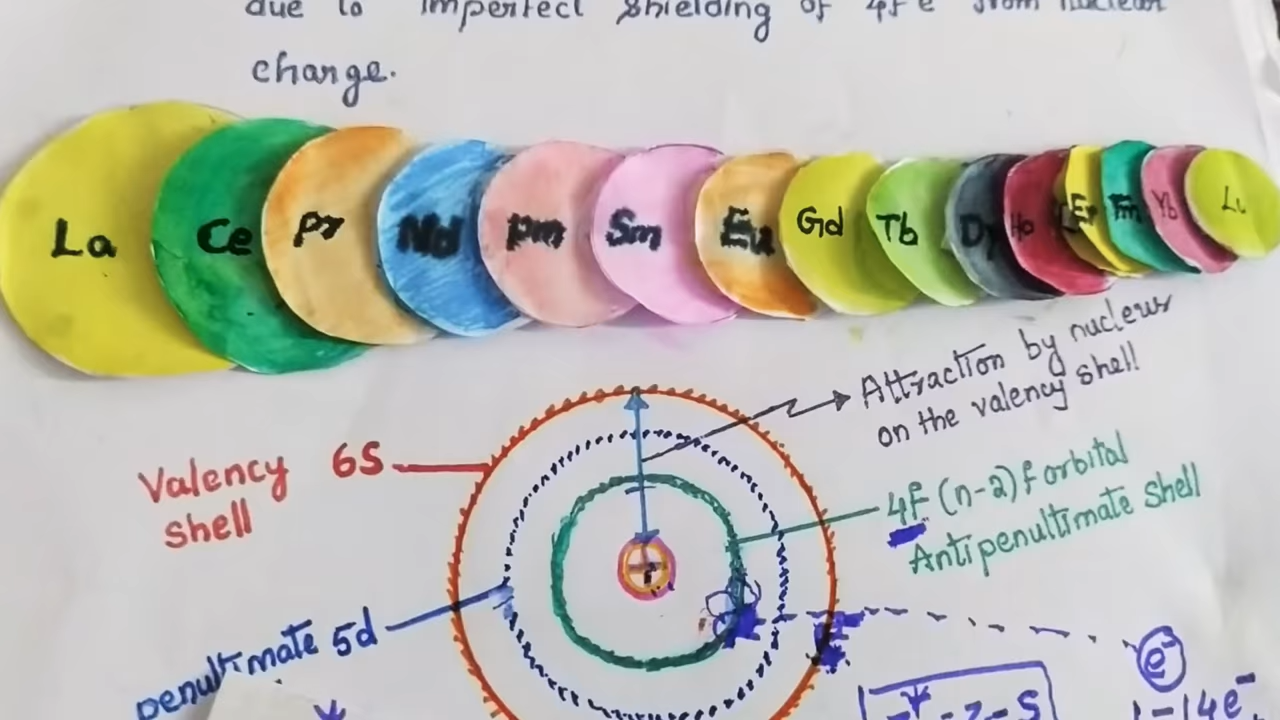 due to imperfect shielding of 4f e from nuclear
change.
La Ce Pr Nd Pm Sm Eu Gd Tb Dy Ho Er Tm Yb Lu
Attraction by nucleus
on the valency shell
Valency 6S
shell
4F (n-2) f orbital
Antipenultimate shell
+
penultimate 5d
e⁻
1-14e⁻